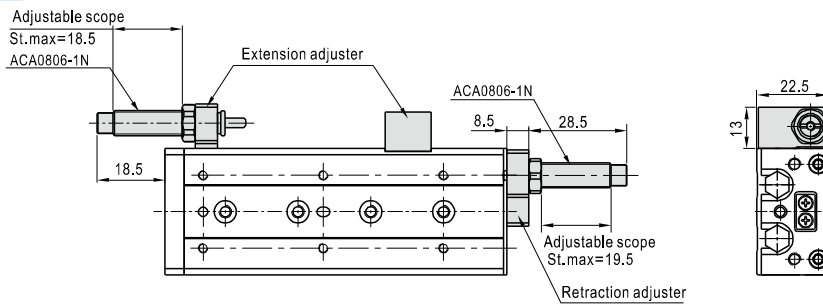 Adjustable scope
St.max=18.5
ACA0806-1N
Extension adjuster
ACA0806-1N
22.5
8.5
28.5
13
18.5
Adjustable scope
St.max=19.5
Retraction adjuster